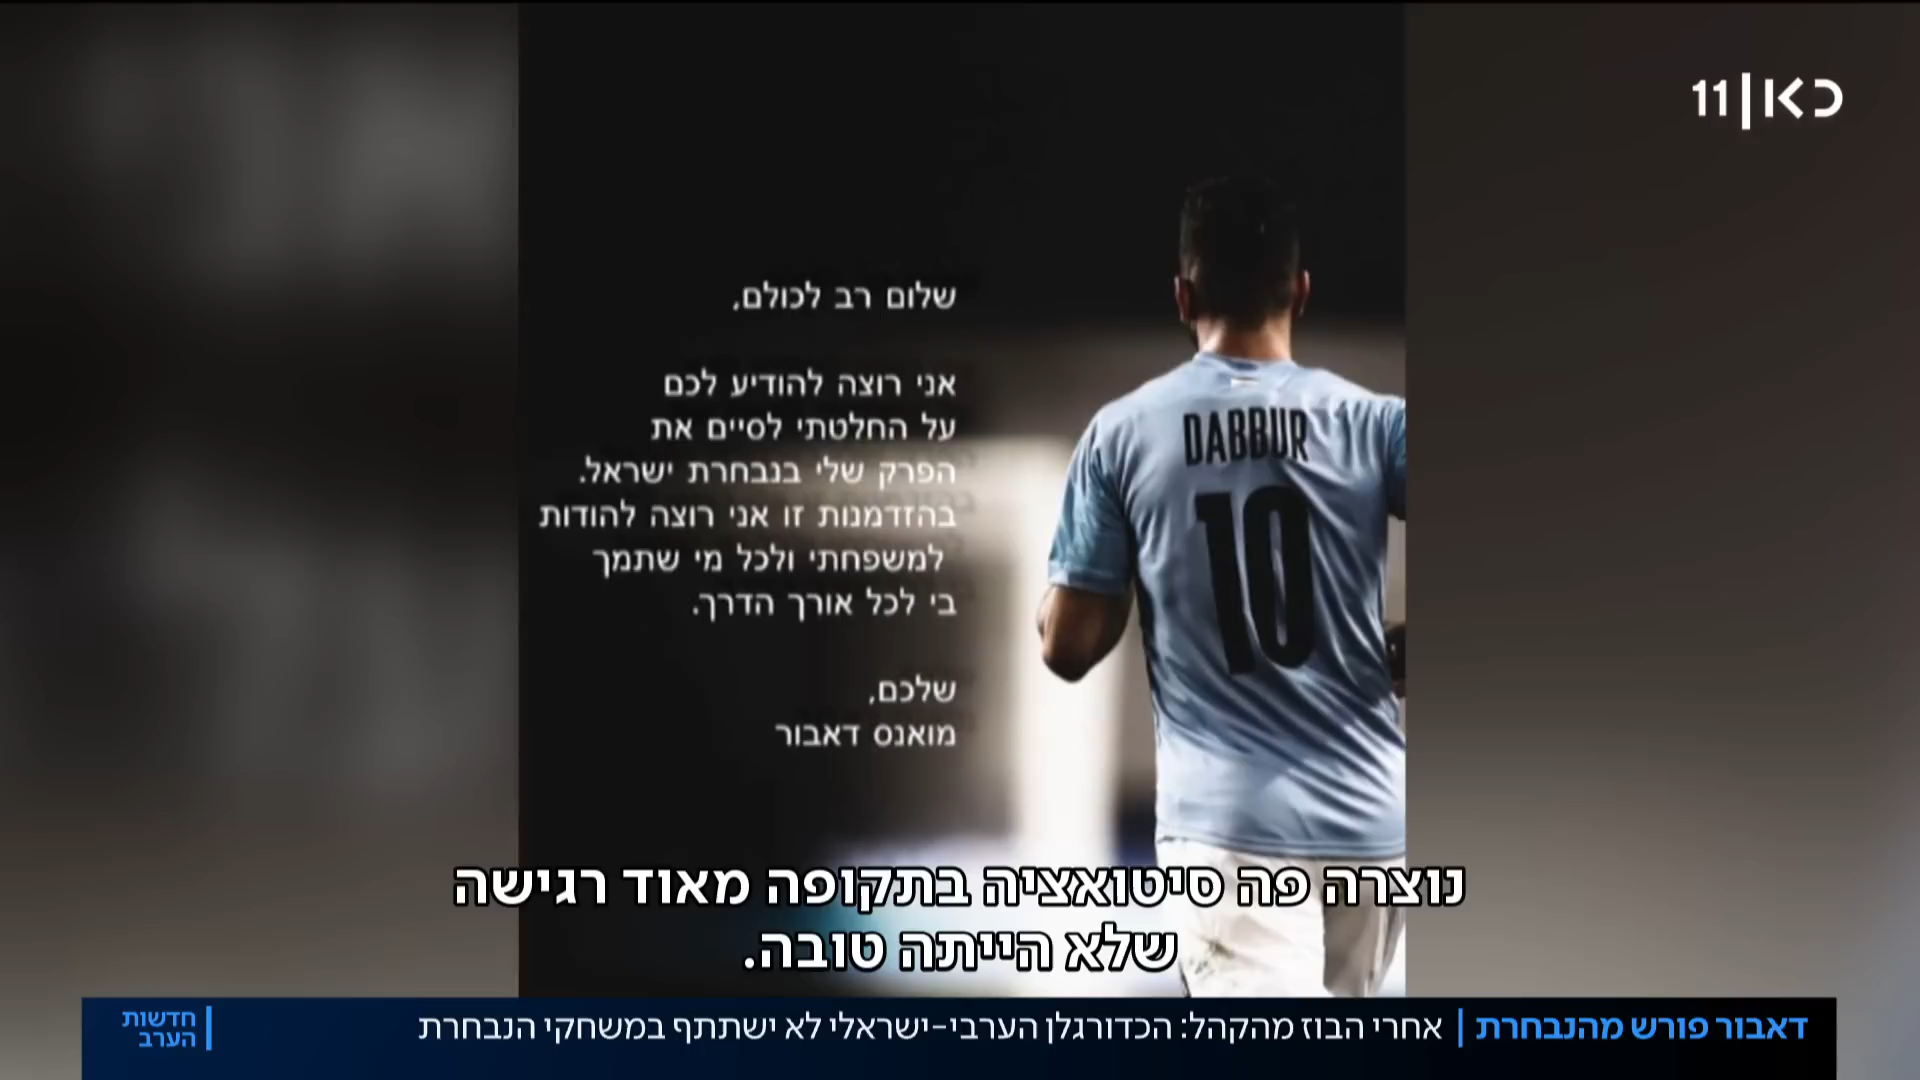 כאן 11
שלום רב לכולם,
אני רוצה להודיע לכם
על החלטתי לסיים את
הפרק שלי בנבחרת ישראל.
בהזדמנות זו אני רוצה להודות
למשפחתי ולכל מי שתמך
בי לכל אורך הדרך.
שלכם,
מואנס דאבור
DABBUR
10
נוצרה פה סיטואציה בתקופה מאוד רגישה
שלא הייתה טובה.
דאבור פורש מהנבחרת | אחרי הבוז מהקהל: הכדורגלן הערבי-ישראלי לא ישתתף במשחקי הנבחרת
חדשות
הערב